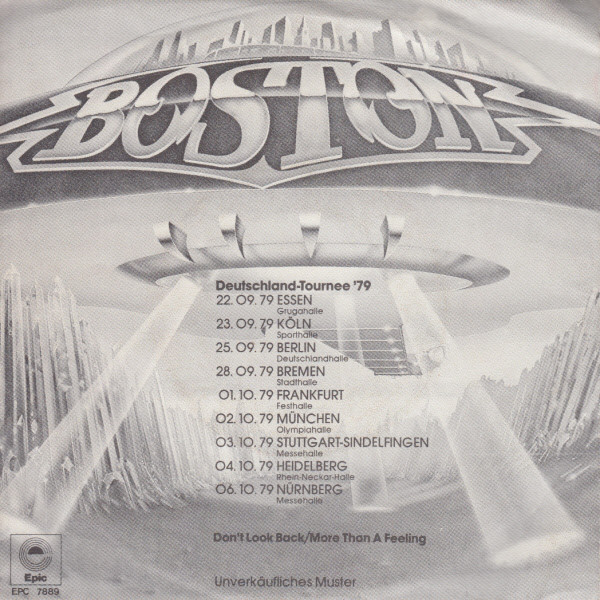 BOSTON
Deutschland-Tournee '79
22. 09. 79 ESSEN
Grugahalle
23. 09. 79 KÖLN
Sporthalle
25. 09. 79 BERLIN
Deutschlandhalle
28. 09. 79 BREMEN
Stadthalle
01. 10. 79 FRANKFURT
Festhalle
02. 10. 79 MÜNCHEN
Olympiahalle
03. 10. 79 STUTTGART-SINDELFINGEN
Messehalle
04. 10. 79 HEIDELBERG
Rhein-Neckar-Halle
06. 10. 79 NÜRNBERG
Messehalle
Don't Look Back/More Than A Feeling
Epic
EPC 7889
Unverkäufliches Muster